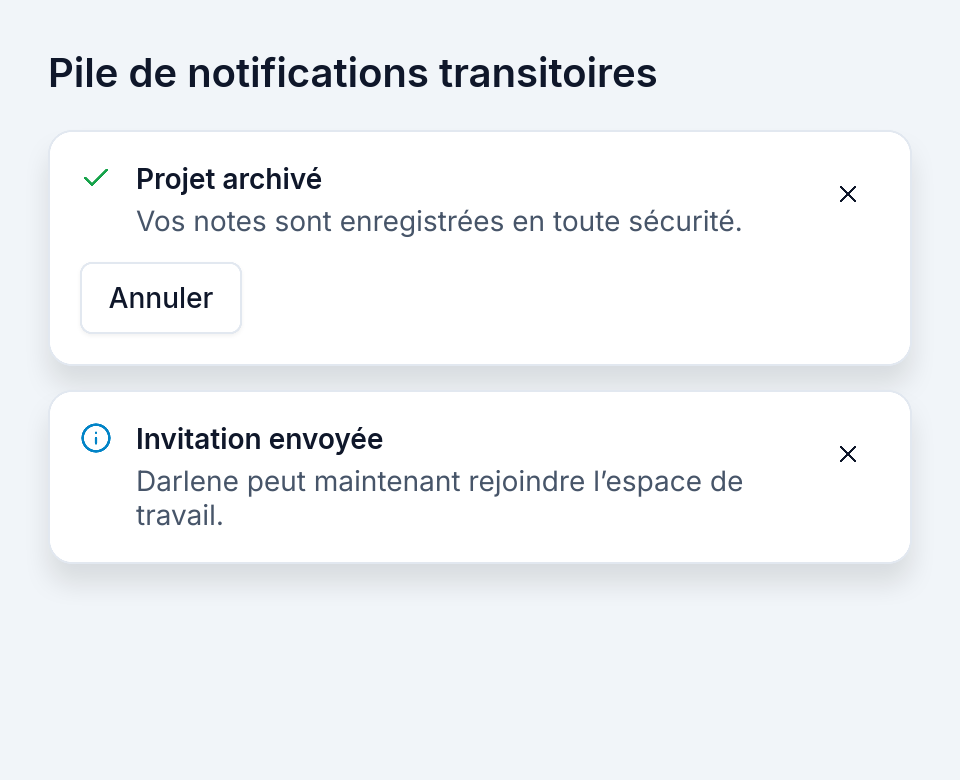 Pile de notifications transitoires
Projet archivé
Vos notes sont enregistrées en toute sécurité.
Annuler
Invitation envoyée
Darlene peut maintenant rejoindre l’espace de
travail.